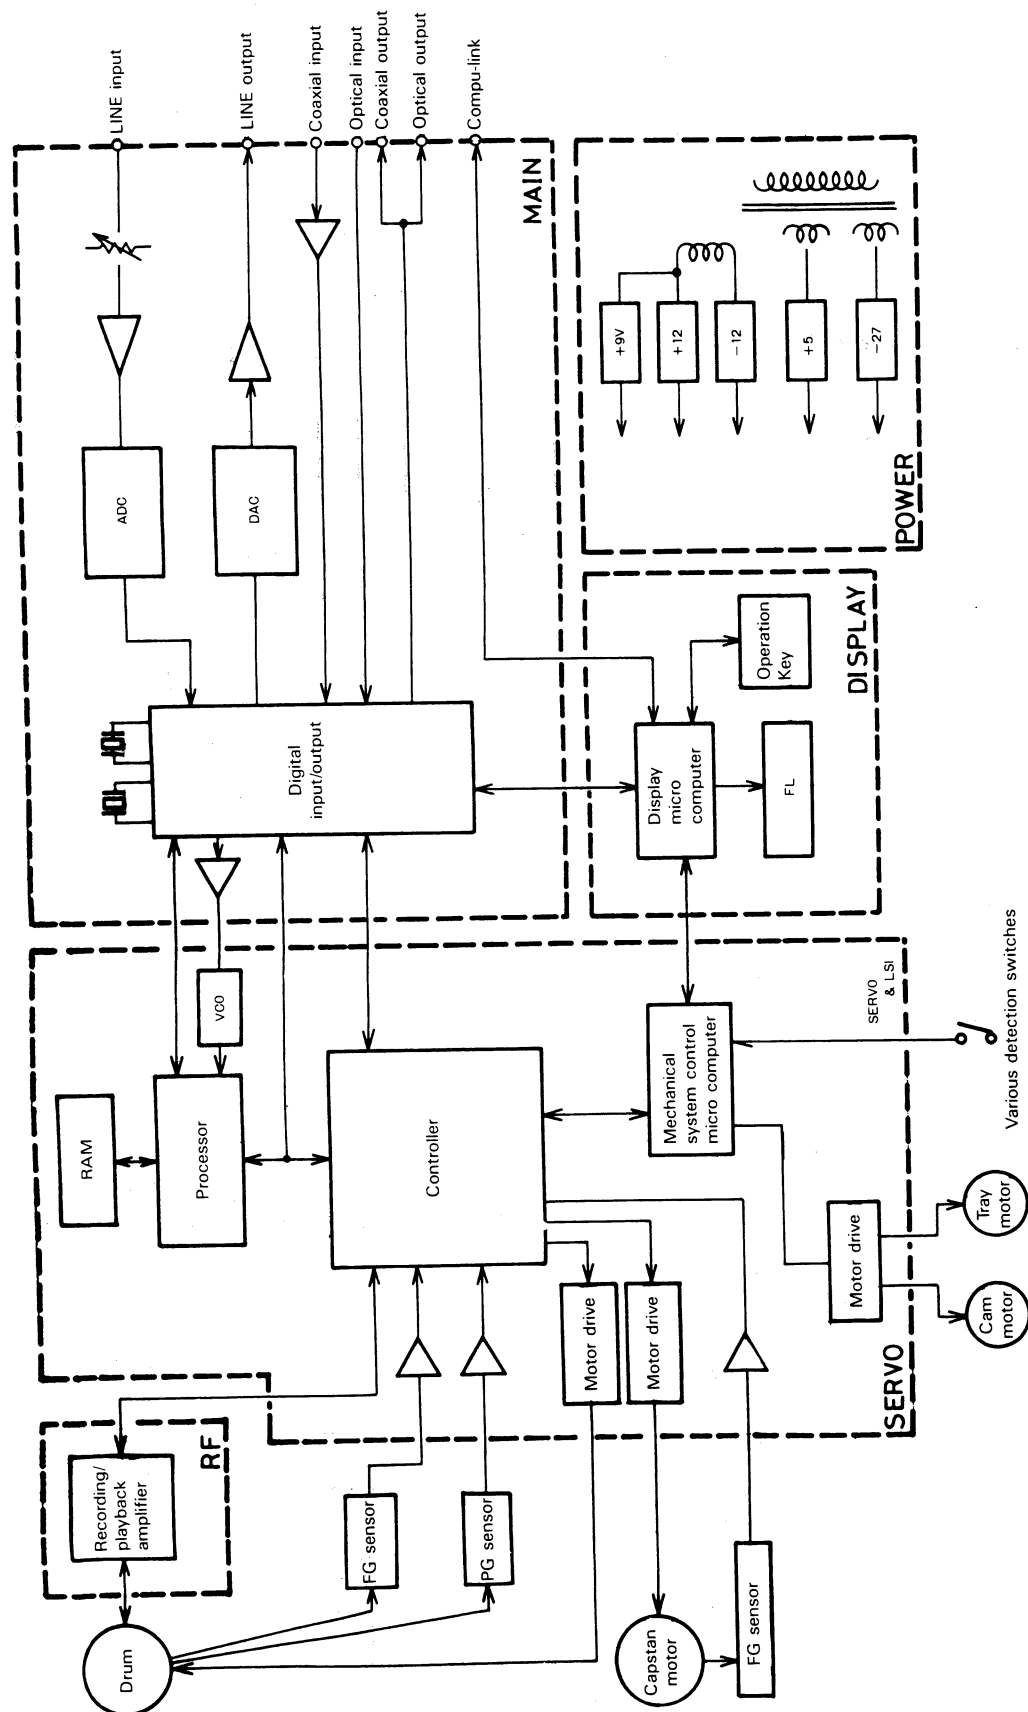 Drum
Recording/
playback
amplifier
RF
FG sensor
PG sensor
Capstan
motor
FG sensor
RAM
Processor
VCO
Controller
Motor drive
Motor drive
Mechanical
system control
micro computer
Motor drive
SERVO
& LSI
SERVO
Cam
motor
Tray
motor
Various detection switches
Digital
input/output
ADC
DAC
MAIN
LINE input
LINE output
Coaxial input
Optical input
Coaxial output
Optical output
Compu-link
Display
micro
computer
Operation
Key
FL
DISPLAY
+9V
+12
-12
+5
-27
POWER